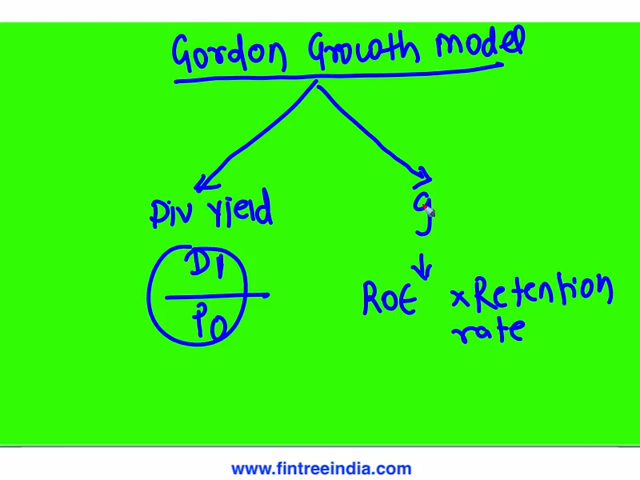 Gordon Growth model
Div yield
g
D1
P0
ROE x Retention
rate
www.fintreeindia.com